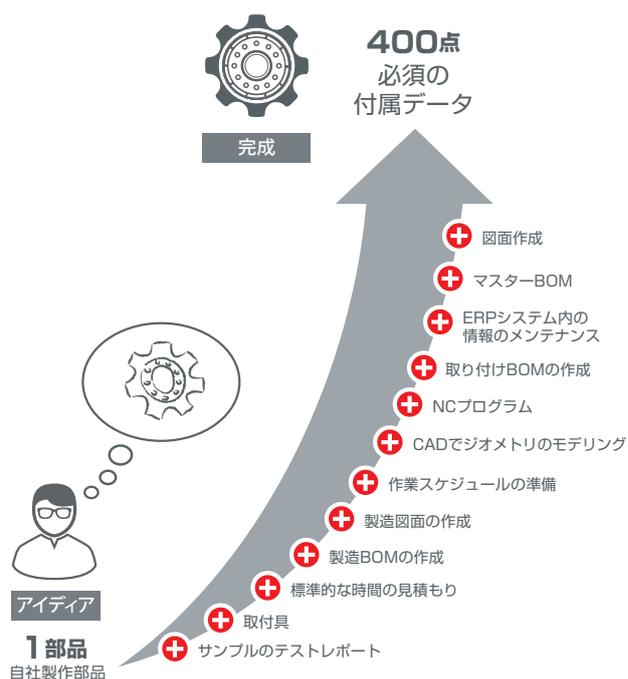 400点
必須の
付属データ
完成
図面作成
マスターBOM
ERPシステム内の
情報のメンテナンス
取り付けBOMの作成
NCプログラム
CADでジオメトリのモデリング
作業スケジュールの準備
製造図面の作成
製造BOMの作成
標準的な時間の見積もり
取付具
サンプルのテストレポート
アイディア
1部品
自社製作部品